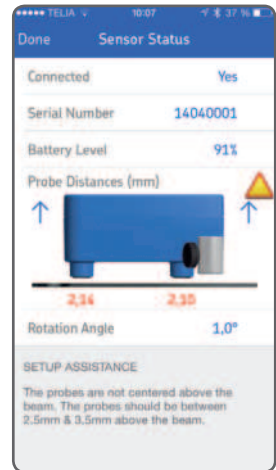 TELIA 10:07 37 %
Done Sensor Status
Connected Yes
Serial Number 14040001
Battery Level 91%
Probe Distances (mm)
2,14 2,10
Rotation Angle 1,0°
SETUP ASSISTANCE
The probes are not centered above the
beam. The probes should be between
2.5mm & 3.5mm above the beam.